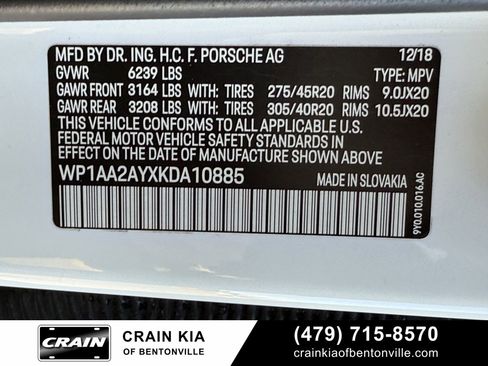 MFD BY DR. ING. H.C. F. PORSCHE AG 12/18
GVWR 6239 LBS TYPE: MPV
GAWR FRONT 3164 LBS WITH: TIRES 275/45R20 RIMS 9.0JX20
GAWR REAR 3208 LBS WITH: TIRES 305/40R20 RIMS 10.5JX20
THIS VEHICLE CONFORMS TO ALL APPLICABLE
FEDERAL MOTOR VEHICLE SAFETY STANDARDS IN
EFFECT ON THE DATE OF MANUFACTURE SHOWN ABOVE
WP1AA2AYXKDA10885 MADE IN SLOVAKIA
9Y0.010.016.AC
CRAIN
CRAIN KIA
OF BENTONVILLE
(479) 715-8570
crainkiaofbentonville.com